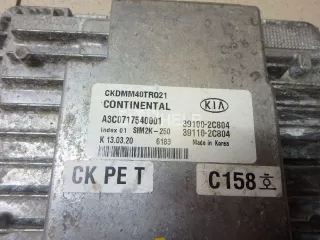 CKDMM40TR021
CONTINENTAL
KIA
A3C0717540001 39100-2C804
Index 01 SIM2K-250 39110-2C804
K 13.03.20 6183 Made in Korea
CK PE T
C158 호